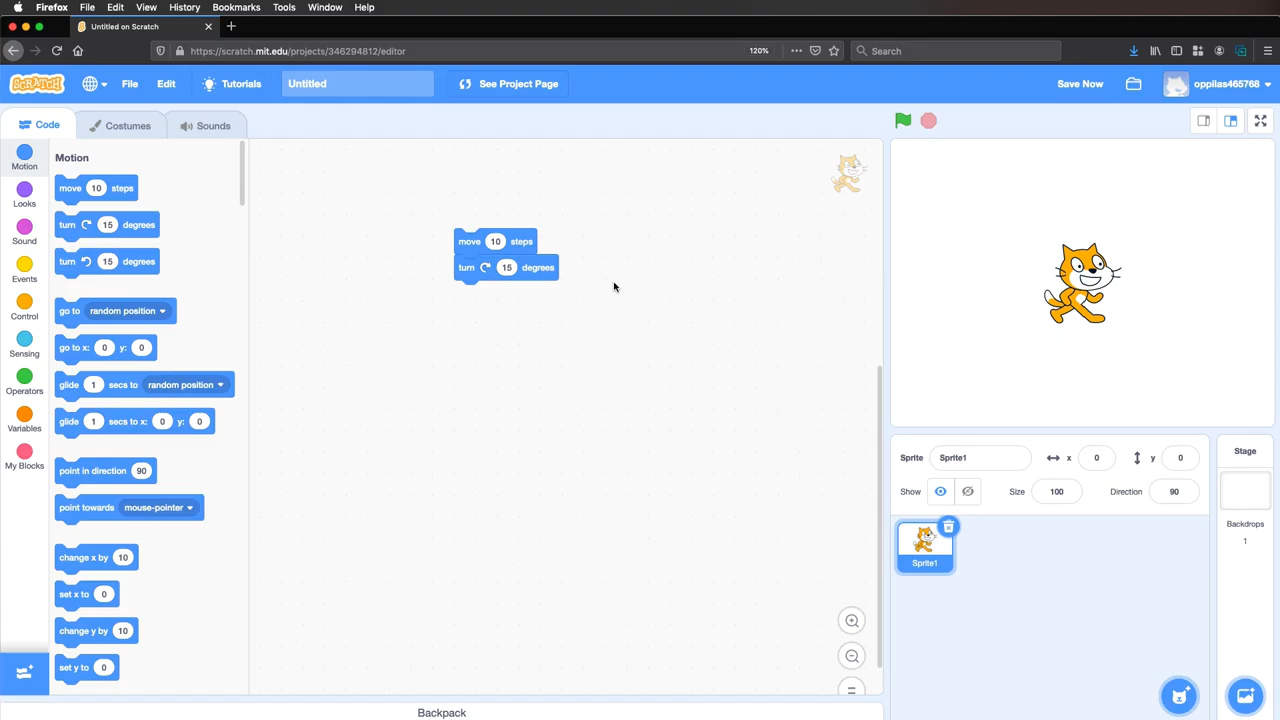 Firefox File Edit View History Bookmarks Tools Window Help
Untitled on Scratch
https://scratch.mit.edu/projects/346294812/editor
120%
Search
SCRATCH
File
Edit
Tutorials
Untitled
See Project Page
Save Now
oppilas465768
Code
Costumes
Sounds
Motion
Looks
Sound
Events
Control
Sensing
Operators
Variables
My Blocks
Motion
move 10 steps
turn 15 degrees
turn 15 degrees
go to random position
go to x: 0 y: 0
glide 1 secs to random position
glide 1 secs to x: 0 y: 0
point in direction 90
point towards mouse-pointer
change x by 10
set x to 0
change y by 10
set y to 0
move 10 steps
turn 15 degrees
Backpack
Sprite Sprite1 x 0 y 0
Show Size 100 Direction 90
Sprite1
Stage
Backdrops
1